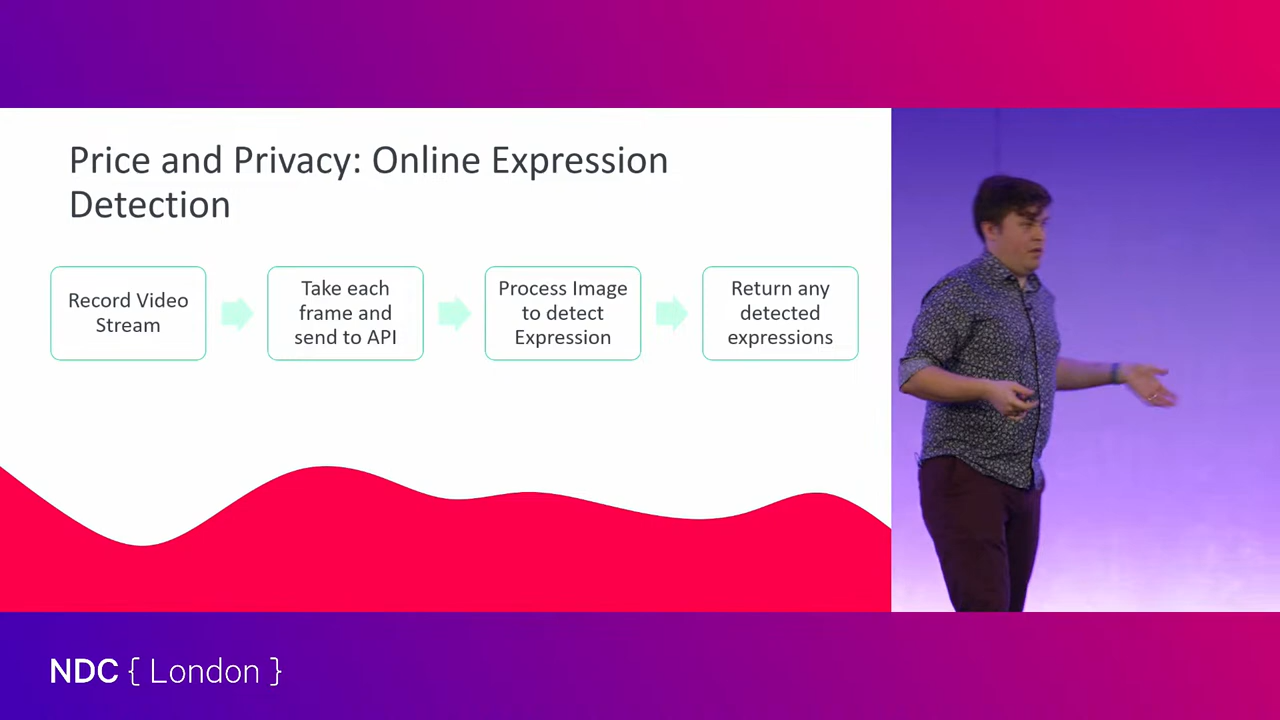 Price and Privacy: Online Expression
Detection
Record Video
Stream
Take each
frame and
send to API
Process Image
to detect
Expression
Return any
detected
expressions
NDC { London }